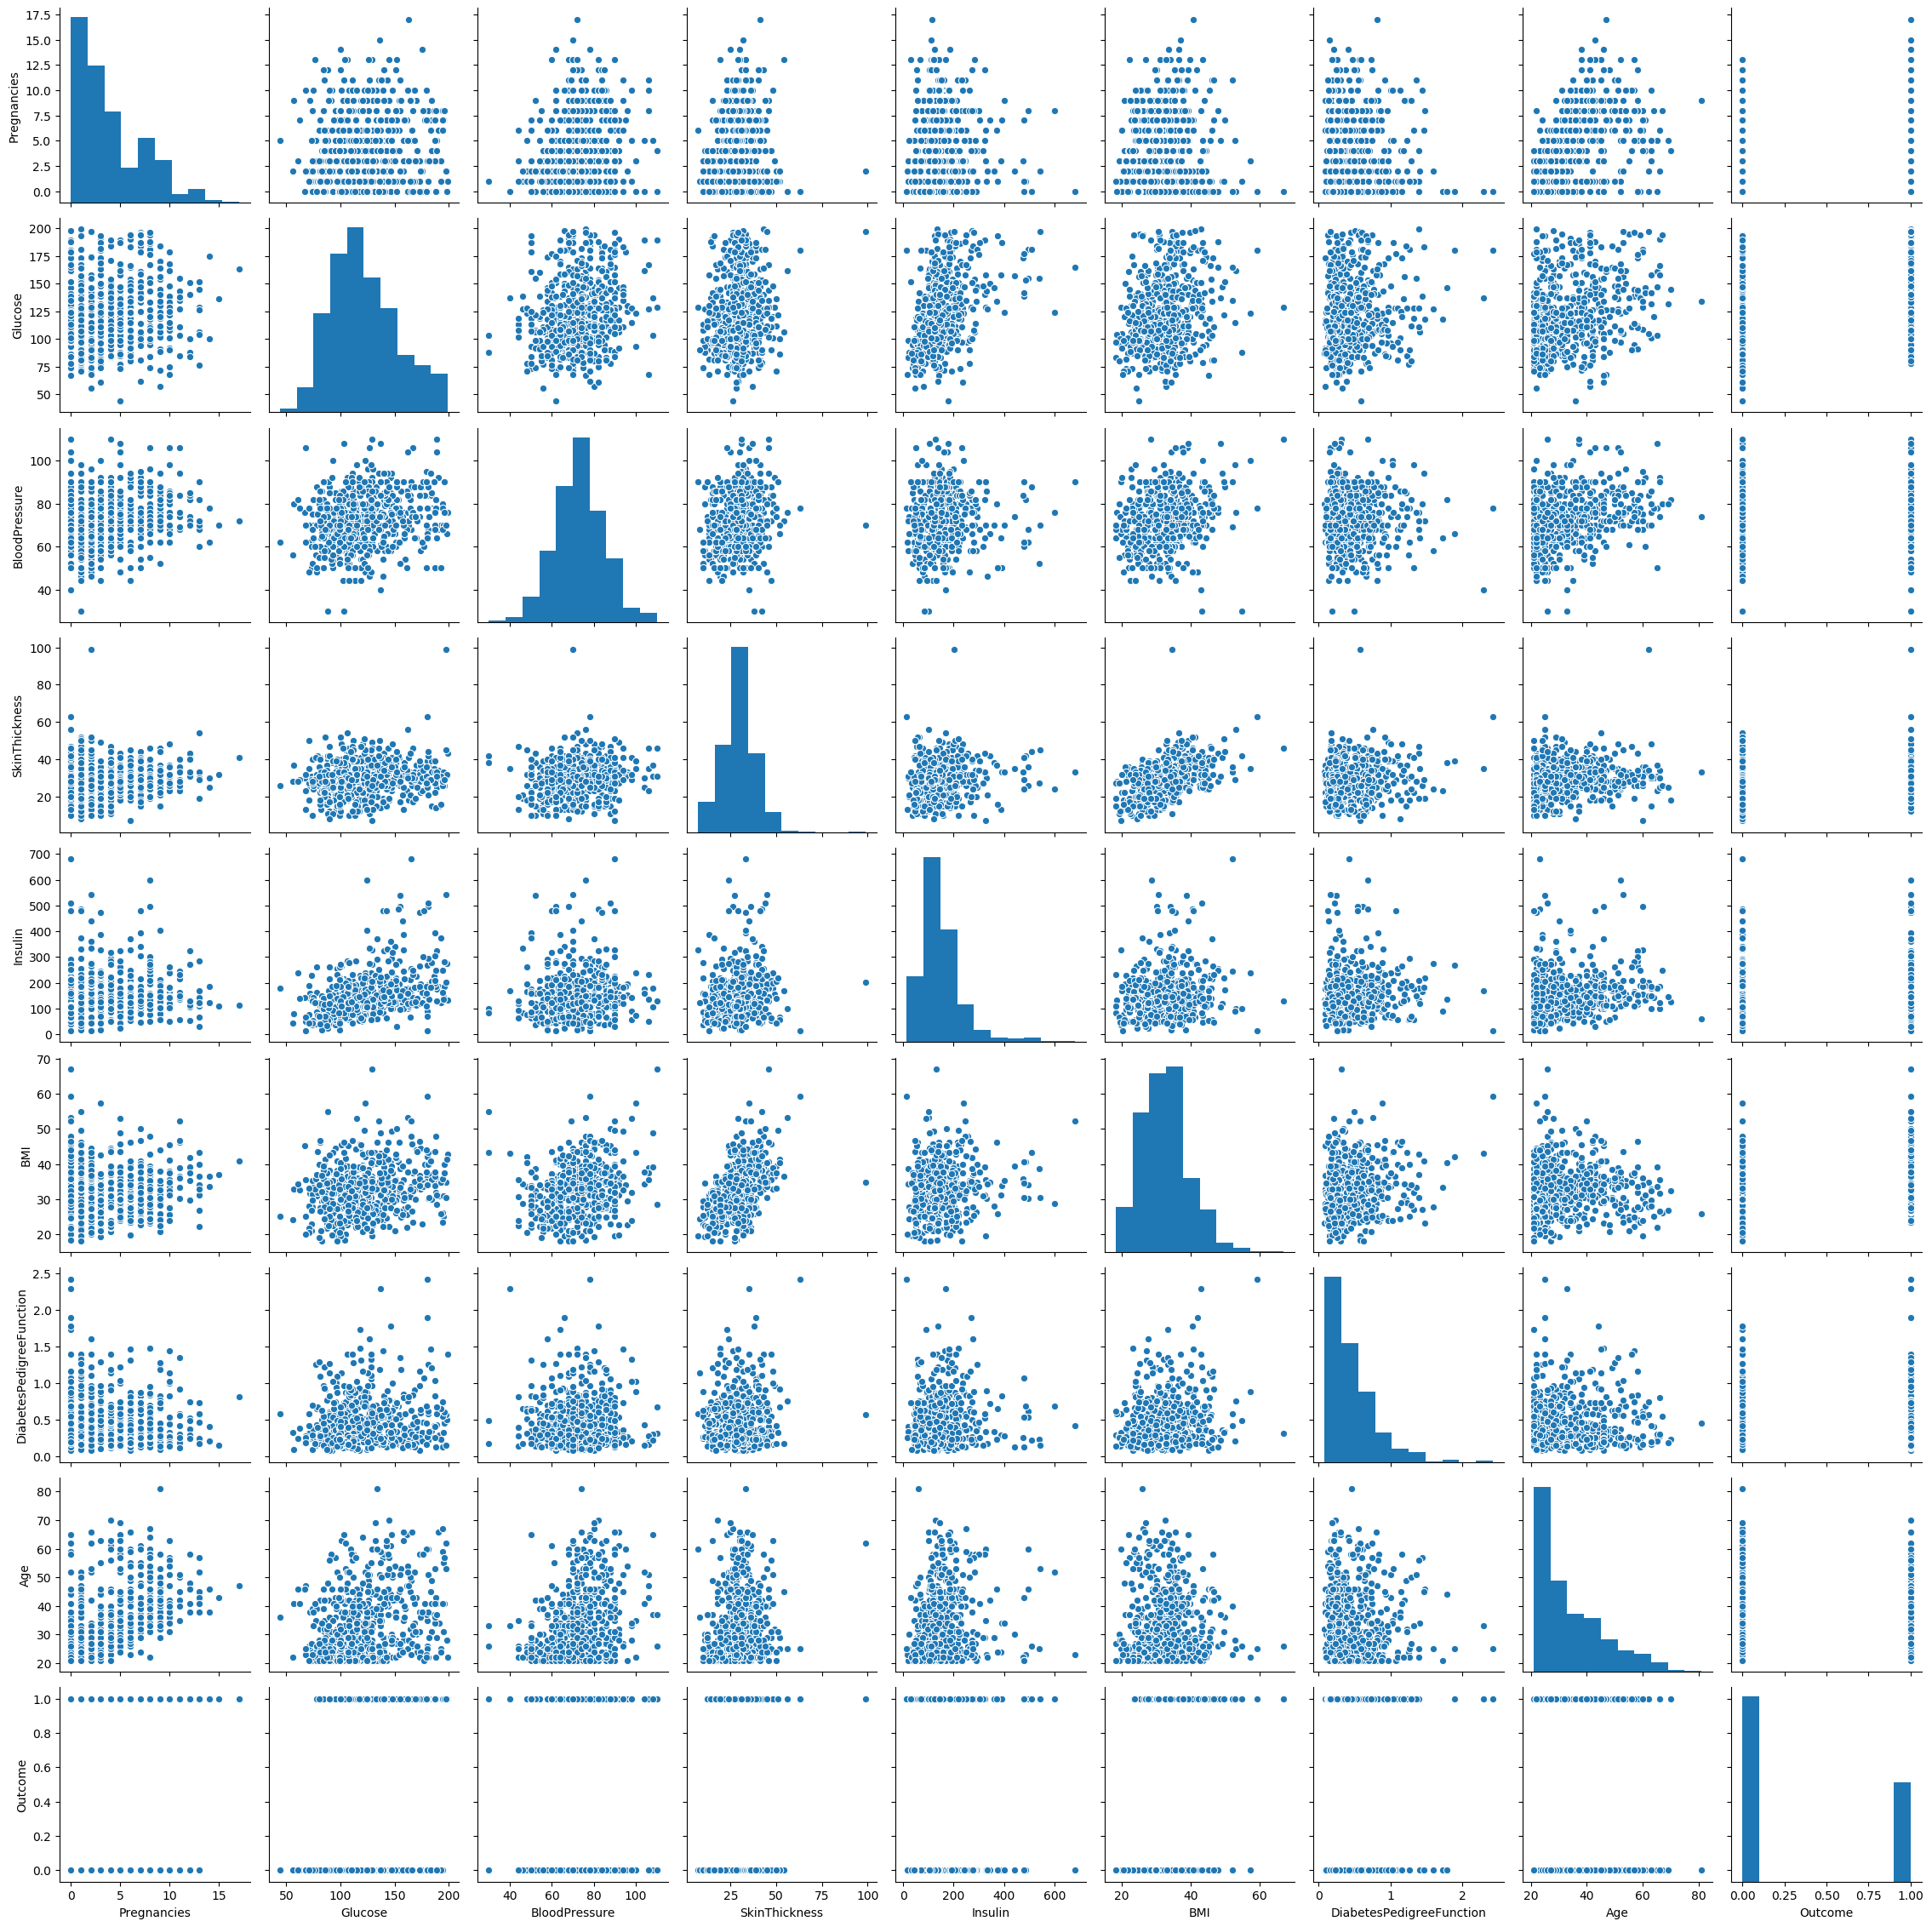 17.5
15.0
12.5
10.0
7.5
5.0
2.5
0.0
Pregnancies
200
175
150
125
100
75
50
Glucose
100
80
60
40
BloodPressure
100
80
60
40
20
SkinThickness
700
600
500
400
300
200
100
0
Insulin
70
60
50
40
30
20
BMI
2.5
2.0
1.5
1.0
0.5
0.0
DiabetesPedigreeFunction
80
70
60
50
40
30
20
Age
1.0
0.8
0.6
0.4
0.2
0.0
Outcome
0 5 10 15
50 100 150 200
40 60 80 100
25 50 75 100
0 200 400 600
20 40 60
0 1 2
20 40 60 80
0.00 0.25 0.50 0.75 1.00
Pregnancies
Glucose
BloodPressure
SkinThickness
Insulin
BMI
DiabetesPedigreeFunction
Age
Outcome